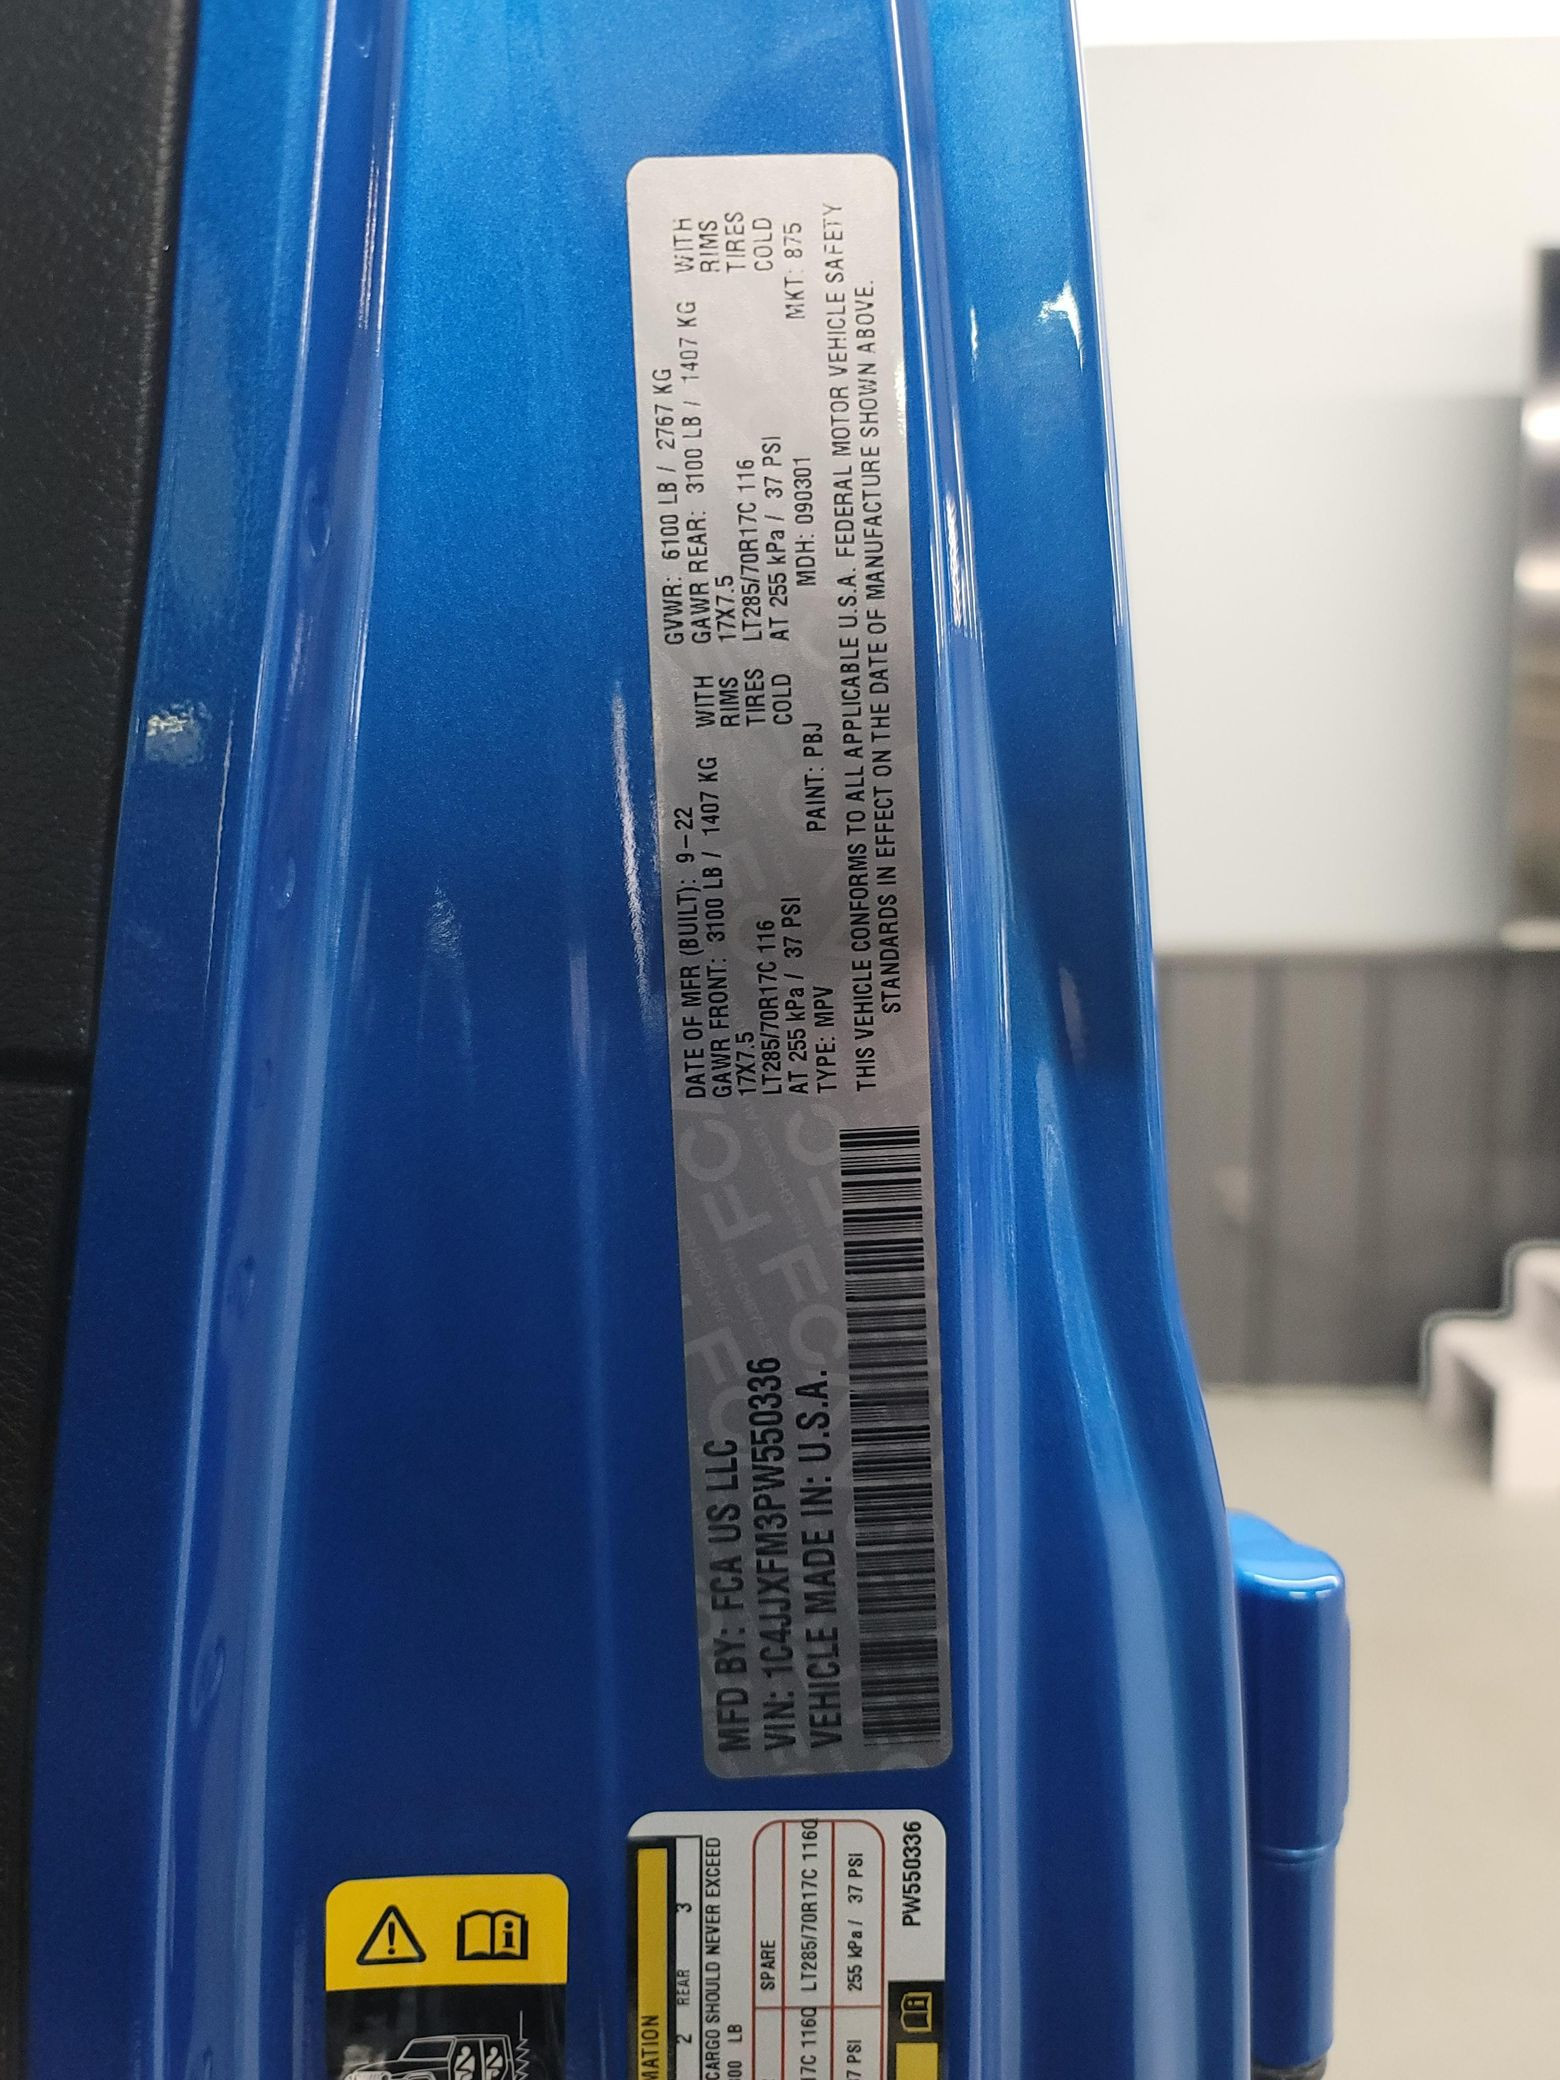 MFD BY: FCA US LLC
VIN: 1C4JJXFM3PW550336
VEHICLE MADE IN: U.S.A.
DATE OF MFR (BUILT): 9-22 GVWR: 6100 LB / 2767 KG
GAWR FRONT: 3100 LB / 1407 KG WITH GAWR REAR: 3100 LB / 1407 KG WITH
17X7.5 RIMS 17X7.5 RIMS
LT285/70R17C 116 TIRES LT285/70R17C 116 TIRES
AT 255 kPa / 37 PSI COLD AT 255 kPa / 37 PSI COLD
TYPE: MPV PAINT: PBJ MDH: 090301 MKT: 875
THIS VEHICLE CONFORMS TO ALL APPLICABLE U.S.A. FEDERAL MOTOR VEHICLE SAFETY
STANDARDS IN EFFECT ON THE DATE OF MANUFACTURE SHOWN ABOVE.
MATION
2 REAR 3
CARGO SHOULD NEVER EXCEED
LB
SPARE
17C 116Q LT285/70R17C 116Q
7 PSI 255 kPa / 37 PSI
PW550336